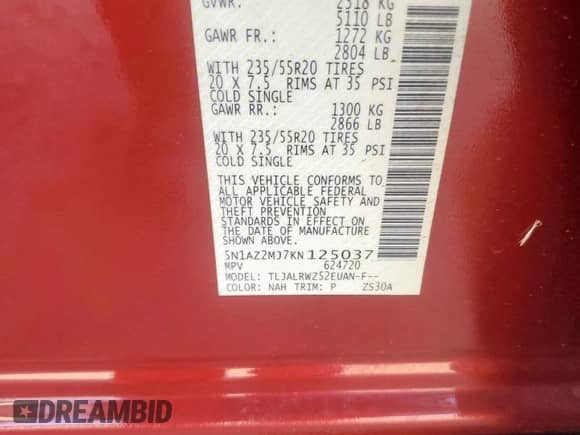 GVWR: 2318 KG
5110 LB
GAWR FR.: 1272 KG
2804 LB
WITH 235/55R20 TIRES
20 X 7.5 RIMS AT 35 PSI
COLD SINGLE
GAWR RR.: 1300 KG
2866 LB
WITH 235/55R20 TIRES
20 X 7.5 RIMS AT 35 PSI
COLD SINGLE
THIS VEHICLE CONFORMS TO
ALL APPLICABLE FEDERAL
MOTOR VEHICLE SAFETY AND
THEFT PREVENTION
STANDARDS IN EFFECT ON
THE DATE OF MANUFACTURE
SHOWN ABOVE.
5N1AZ2MJ7KN125037
MPV 624720
MODEL: TLJALRWZ52EUAN-F--
COLOR: NAH TRIM: P ZS30A
DREAMBID